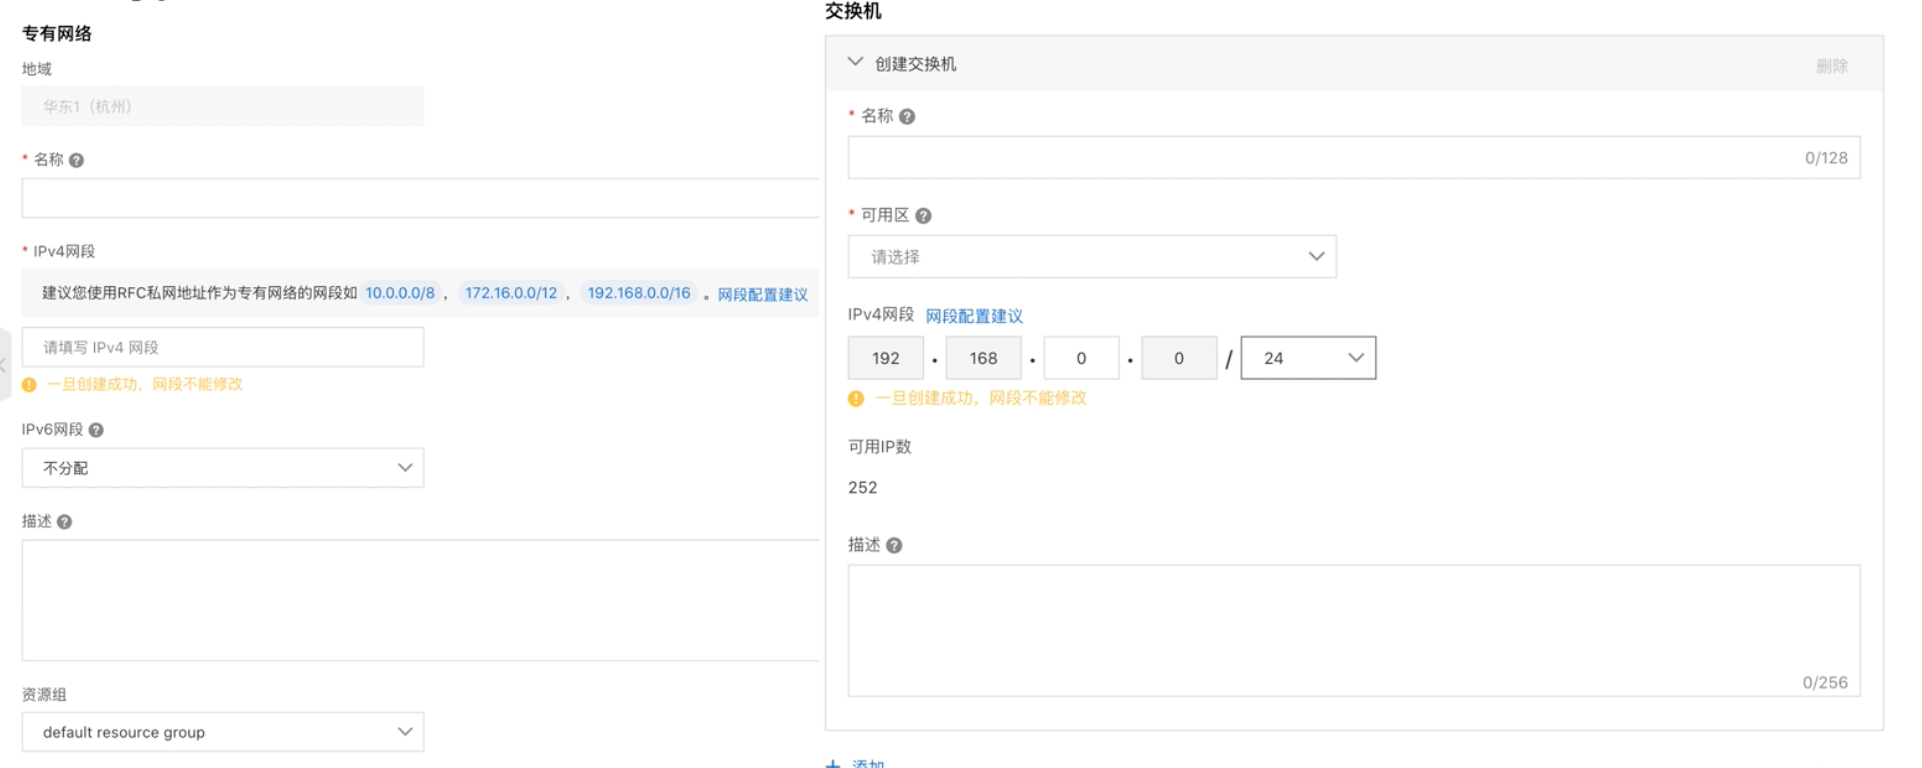 专有网络
地域
华东1（杭州）
* 名称
* IPv4网段
建议您使用RFC私网地址作为专有网络的网段如 10.0.0.0/8 ， 172.16.0.0/12 ， 192.168.0.0/16 。网段配置建议
请填写 IPv4 网段
一旦创建成功，网段不能修改
IPv6网段
不分配
描述
资源组
default resource group
交换机
创建交换机 删除
* 名称
0/128
* 可用区
请选择
IPv4网段 网段配置建议
192 . 168 . 0 . 0 / 24
一旦创建成功，网段不能修改
可用IP数
252
描述
0/256
+ 添加